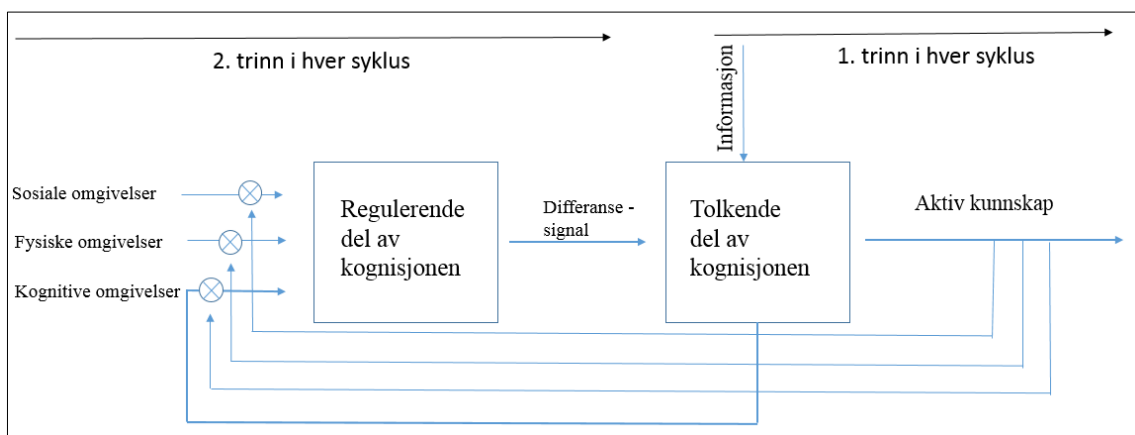 2. trinn i hver syklus
1. trinn i hver syklus
Informasjon
Sosiale omgivelser
Fysiske omgivelser
Kognitive omgivelser
Regulerende
del av
kognisjonen
Differanse -
signal
Tolkende
del av
kognisjonen
Aktiv kunnskap